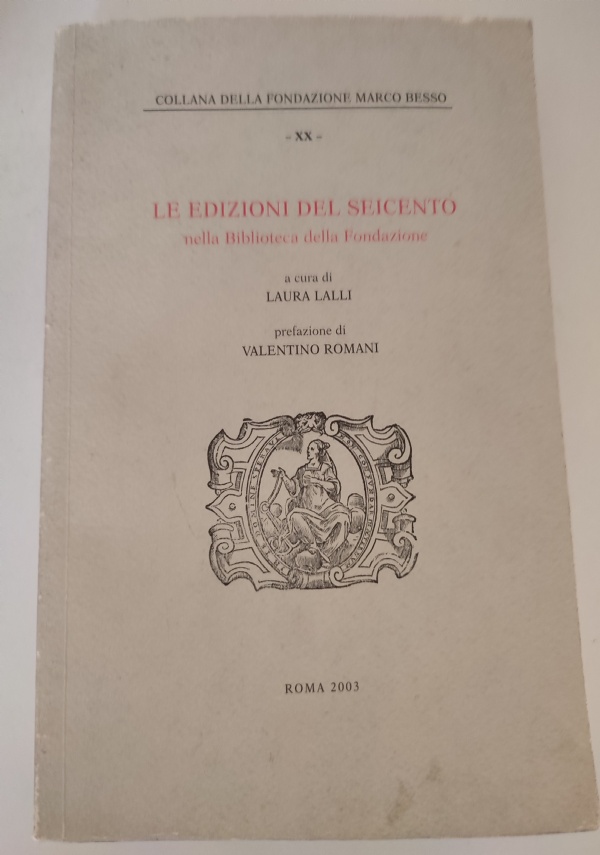 COLLANA DELLA FONDAZIONE MARCO BESSO
- XX -
LE EDIZIONI DEL SEICENTO
nella Biblioteca della Fondazione
a cura di
LAURA LALLI
prefazione di
VALENTINO ROMANI
ROMA 2003